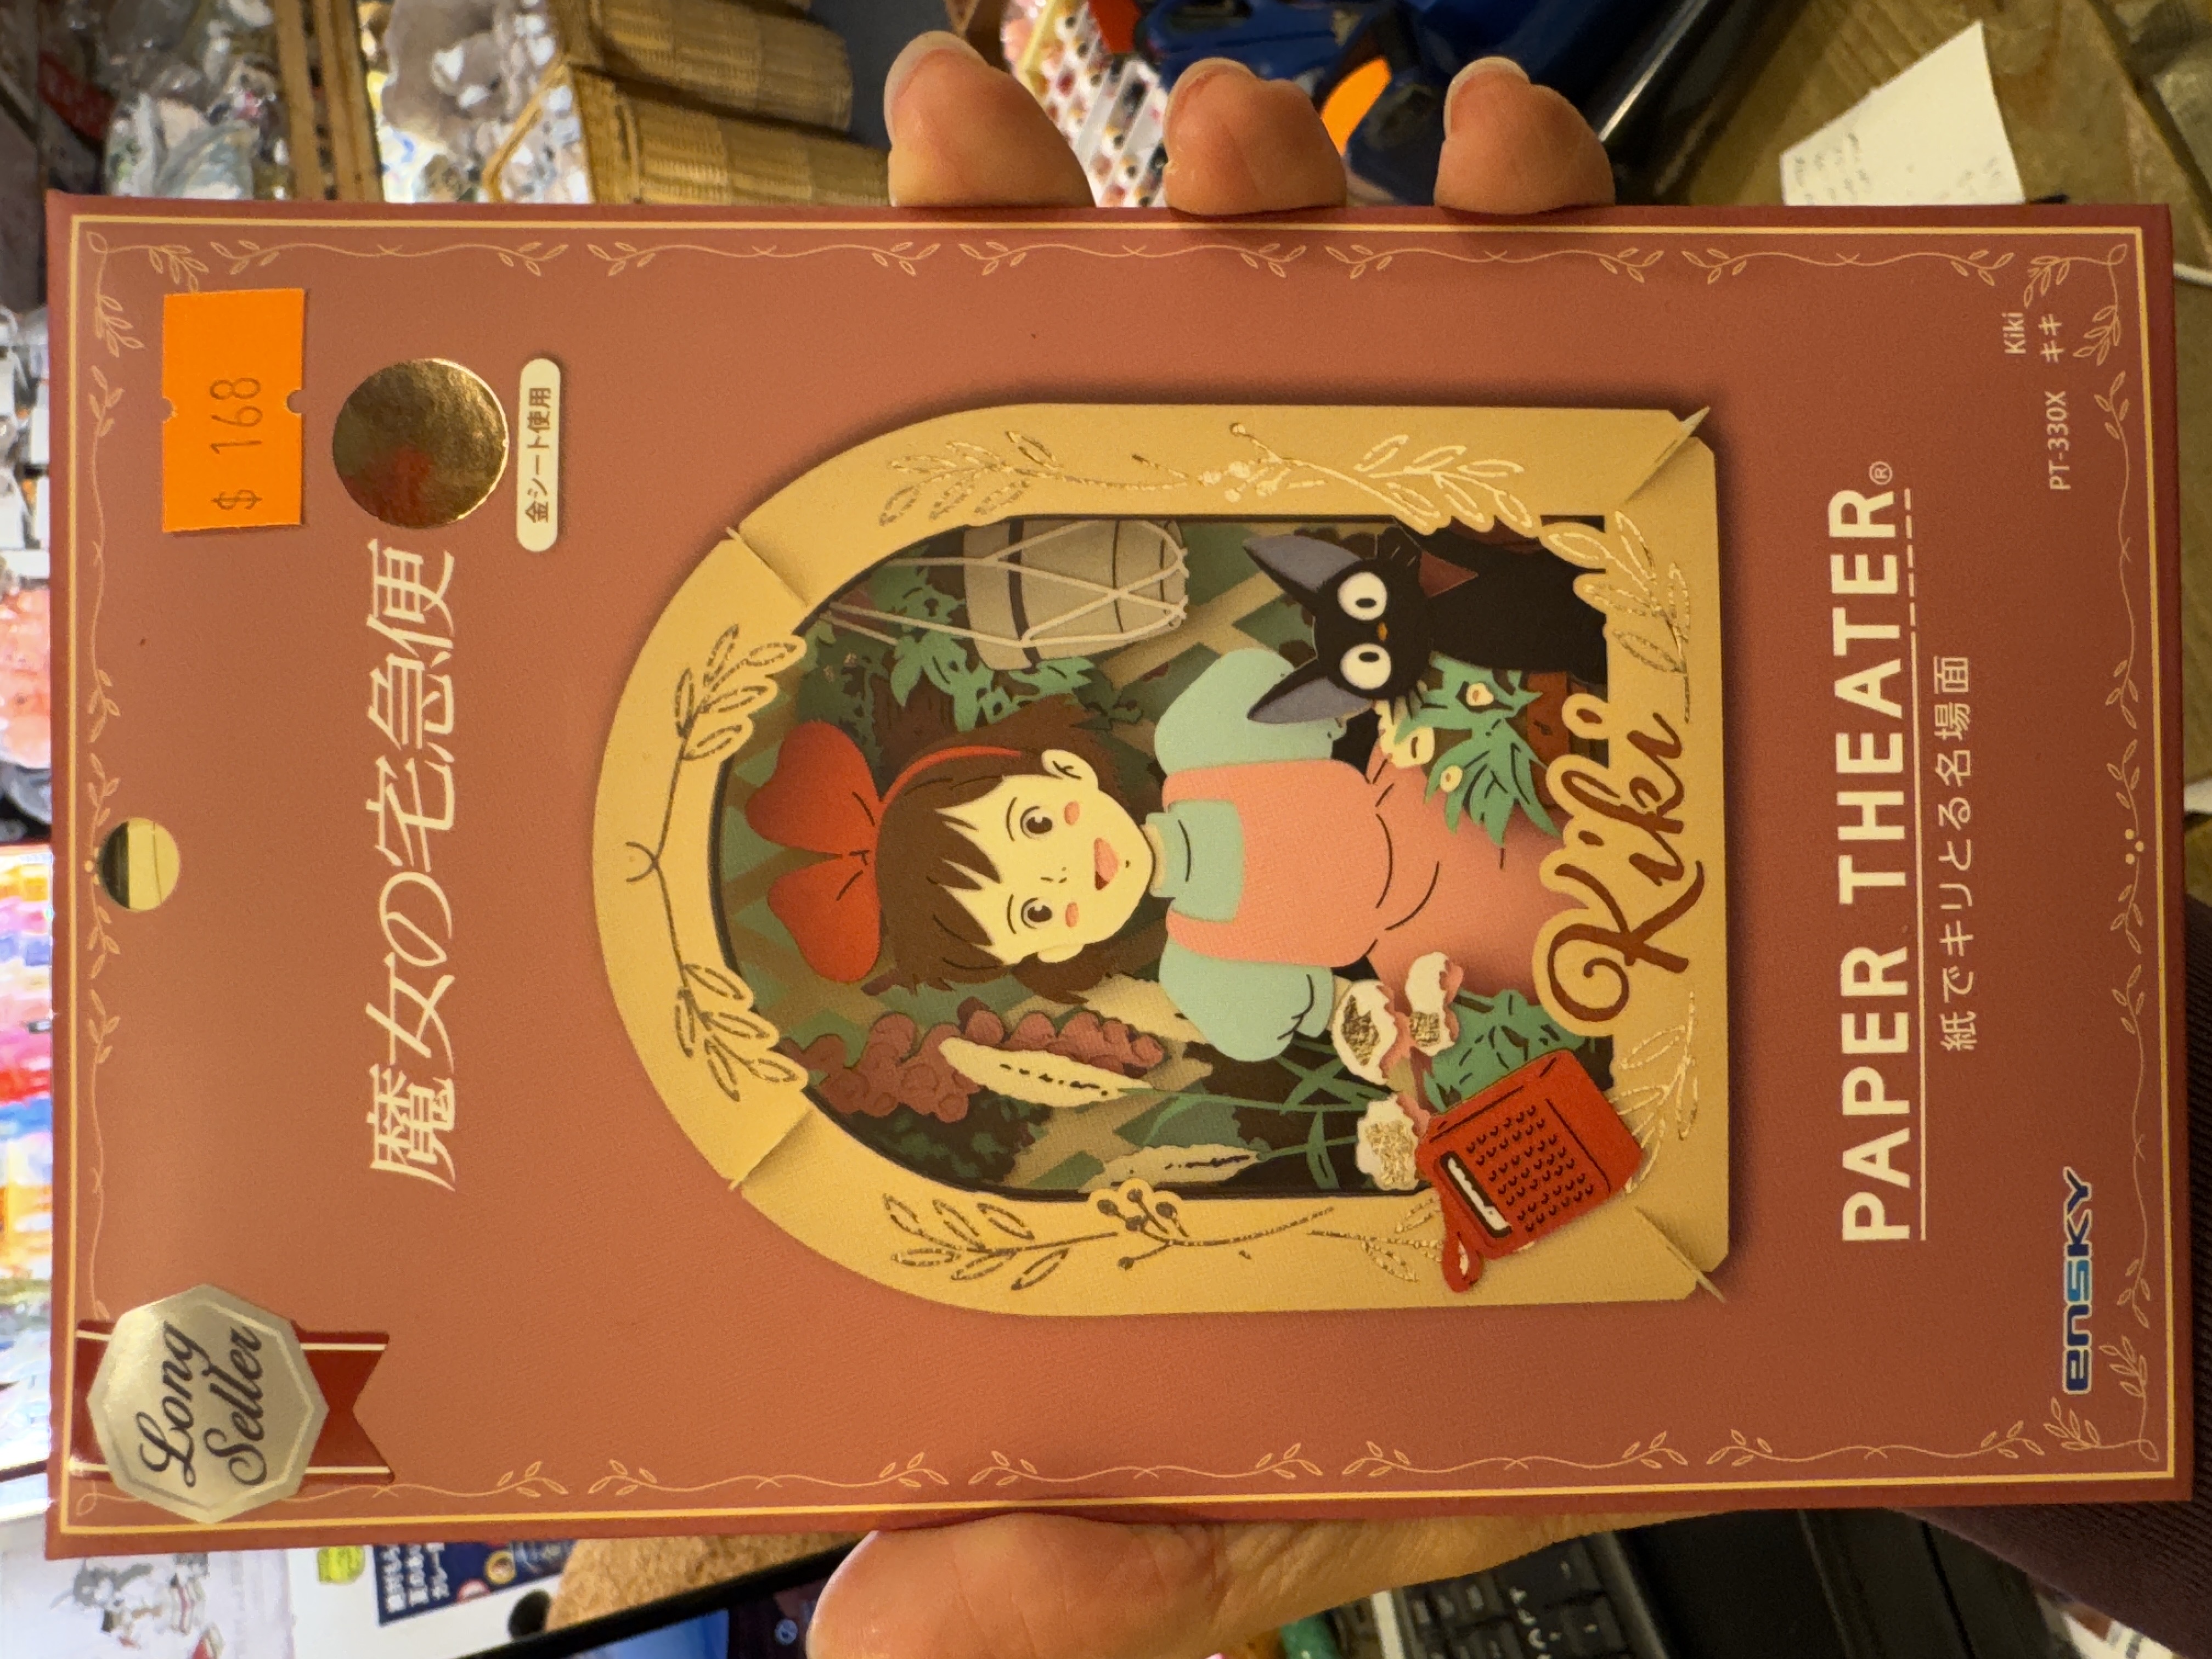 Long
Seller
$ 168
魔女の宅急便
金シート使用
Kiki
PAPER THEATER®
紙でキリとる名場面
ensky
Kiki
PT-330X キキ